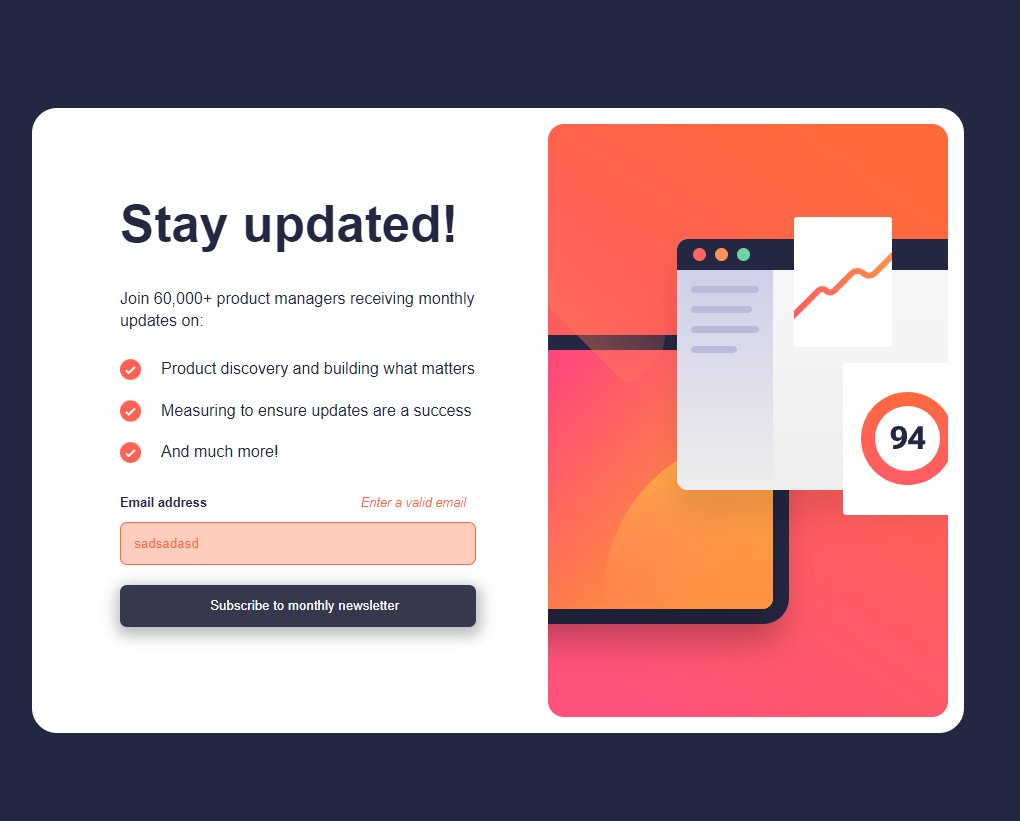 Stay updated!
Join 60,000+ product managers receiving monthly
updates on:
Product discovery and building what matters
Measuring to ensure updates are a success
And much more!
Email address
Enter a valid email
sadsadasd
Subscribe to monthly newsletter
94